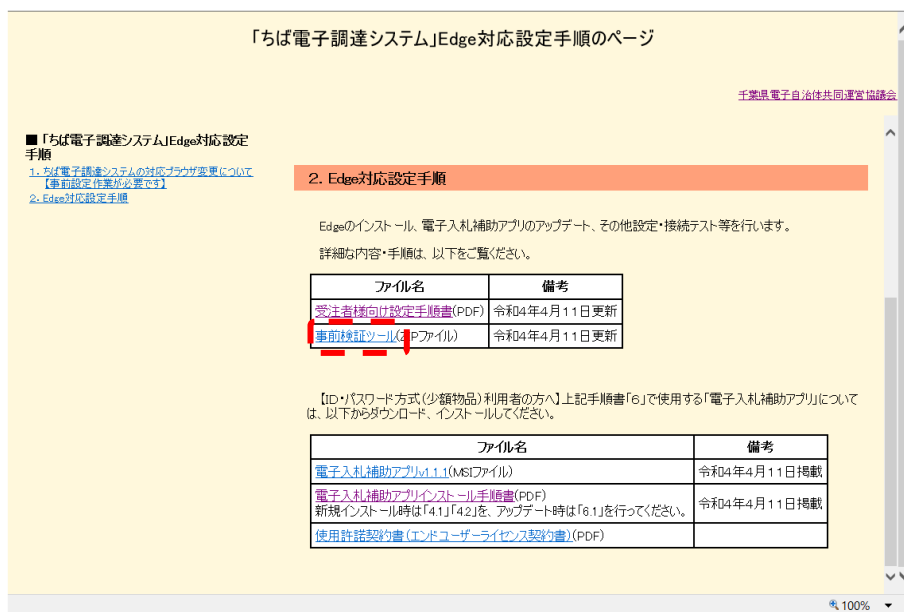 「ちば電子調達システム」Edge対応設定手順のページ
千葉県電子自治体共同運営協議会
■「ちば電子調達システム」Edge対応設定
手順
1. ちば電子調達システムの対応ブラウザ変更について
【事前設定作業が必要です】
2. Edge対応設定手順
2. Edge対応設定手順
Edgeのインストール、電子入札補助アプリのアップデート、その他設定・接続テスト等を行います。
詳細な内容・手順は、以下をご覧ください。
ファイル名 備考
受注者様向け設定手順書(PDF) 令和4年4月11日更新
事前検証ツール(ZIPファイル) 令和4年4月11日更新
【ID・パスワード方式(少額物品)利用者の方へ】上記手順書「6」で使用する「電子入札補助アプリ」について
は、以下からダウンロード、インストールしてください。
ファイル名 備考
電子入札補助アプリv1.1.1(MSIファイル) 令和4年4月11日掲載
電子入札補助アプリインストール手順書(PDF)
新規インストール時は「4.1」「4.2」を、アップデート時は「6.1」を行ってください。 令和4年4月11日掲載
使用許諾契約書(エンドユーザーライセンス契約書)(PDF)
100%